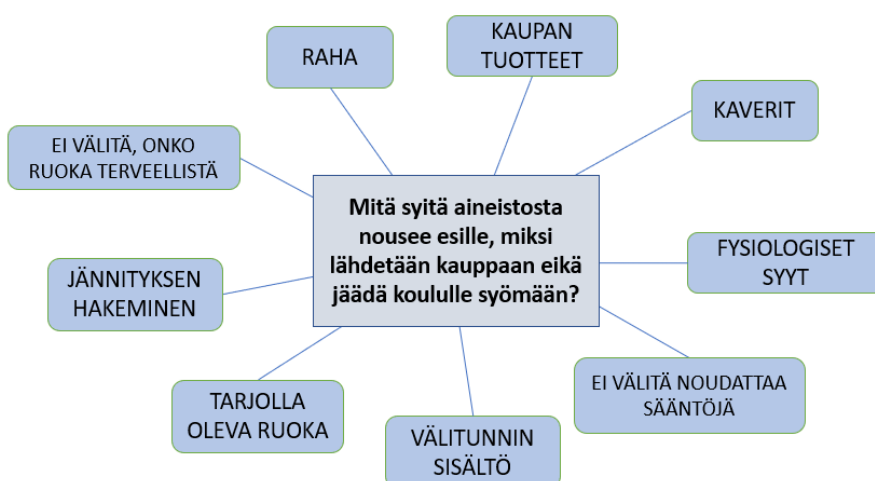 RAHA
KAUPAN
TUOTTEET
KAVERIT
EI VÄLITÄ, ONKO
RUOKA TERVEELLISTÄ
Mitä syitä aineistosta
nousee esille, miksi
lähdetään kauppaan eikä
jäädä koululle syömään?
FYSIOLOGISET
SYYT
JÄNNITYKSEN
HAKEMINEN
EI VÄLITÄ NOUDATTAA
SÄÄNTÖJÄ
TARJOLLA
OLEVA RUOKA
VÄLITUNNIN
SISÄLTÖ